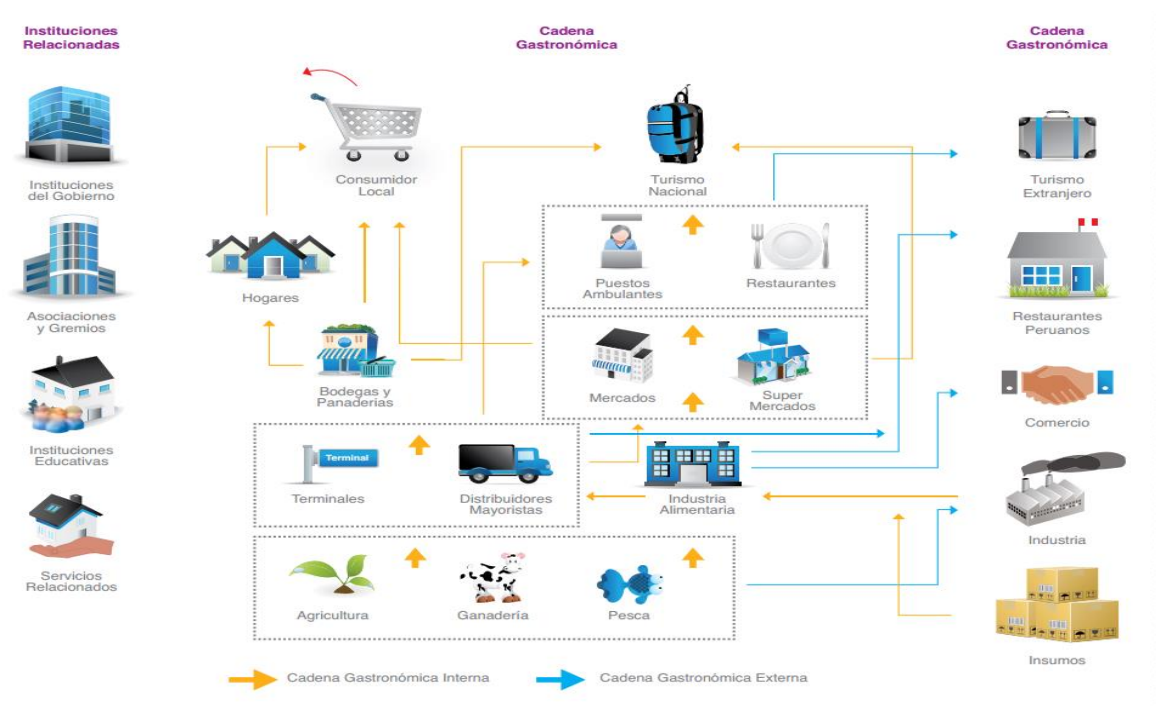 Instituciones
Relacionadas
Cadena
Gastronómica
Cadena
Gastronómica
Instituciones
del Gobierno
Consumidor
Local
Turismo
Nacional
Turismo
Extranjero
Asociaciones
y Gremios
Hogares
Puestos
Ambulantes
Restaurantes
Restaurantes
Peruanos
Bodegas y
Panaderías
Mercados
Super
Mercados
Comercio
Instituciones
Educativas
Terminal
Terminales
Distribuidores
Mayoristas
Industria
Alimentaria
Industria
Servicios
Relacionados
Agricultura
Ganadería
Pesca
Insumos
Cadena Gastronómica Interna
Cadena Gastronómica Externa